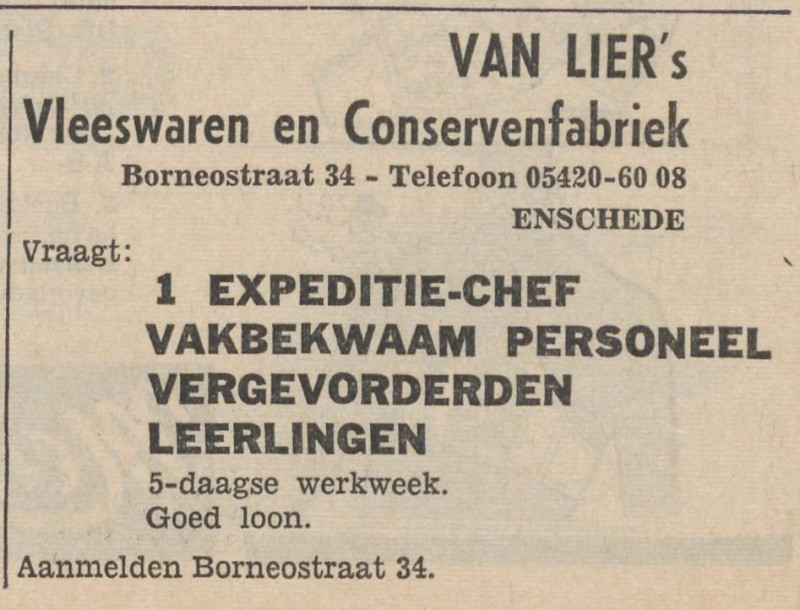 VAN LIER's
Vleeswaren en Conservenfabriek
Borneostraat 34 - Telefoon 05420-60 08
ENSCHEDE
Vraagt:
1 EXPEDITIE-CHEF
VAKBEKWAAM PERSONEEL
VERGEVORDERDEN
LEERLINGEN
5-daagse werkweek.
Goed loon.
Aanmelden Borneostraat 34.